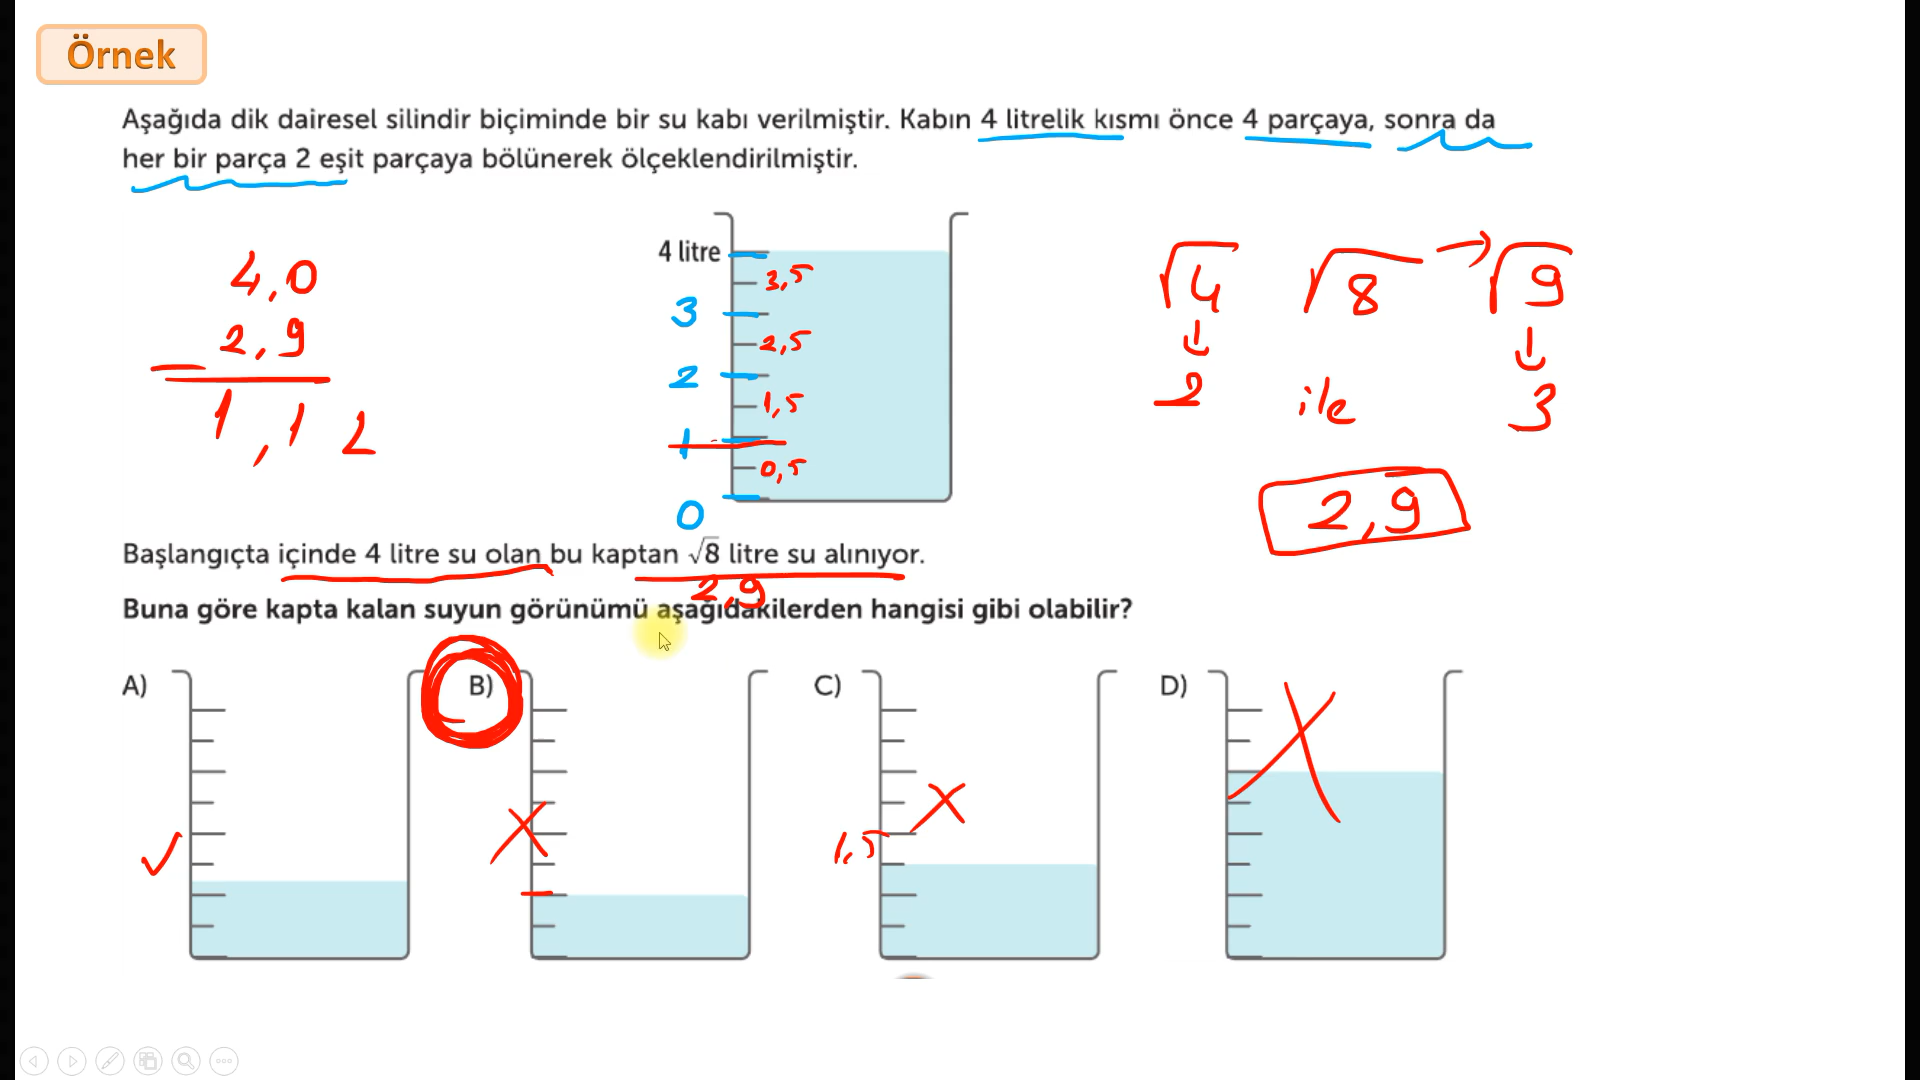 Örnek
Aşağıda dik dairesel silindir biçiminde bir su kabı verilmiştir. Kabın 4 litrelik kısmı önce 4 parçaya, sonra da
her bir parça 2 eşit parçaya bölünerek ölçeklendirilmiştir.
4,0
2,9
1,1 L
4 litre
3,5
3
2,5
2
1,5
1
0,5
0
√4 √8 → √9
2 ile 3
2,9
Başlangıçta içinde 4 litre su olan bu kaptan √8 litre su alınıyor.
2,9
Buna göre kapta kalan suyun görünümü aşağıdakilerden hangisi gibi olabilir?
A)
B)
C)
1,5
D)